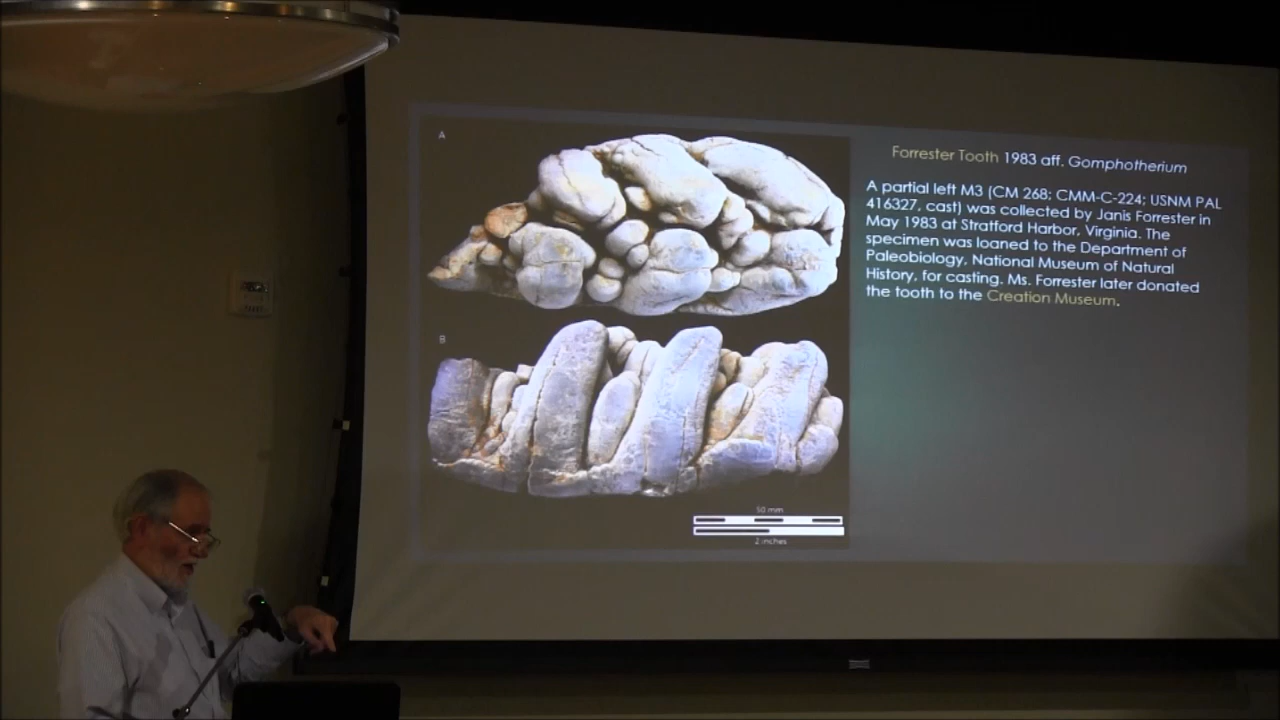 A
B
50 mm
2 inches
Forrester Tooth 1983 aff. Gomphotherium
A partial left M3 (CM 268; CMM-C-224; USNM PAL
416327, cast) was collected by Janis Forrester in
May 1983 at Stratford Harbor, Virginia. The
specimen was loaned to the Department of
Paleobiology, National Museum of Natural
History, for casting. Ms. Forrester later donated
the tooth to the Creation Museum.